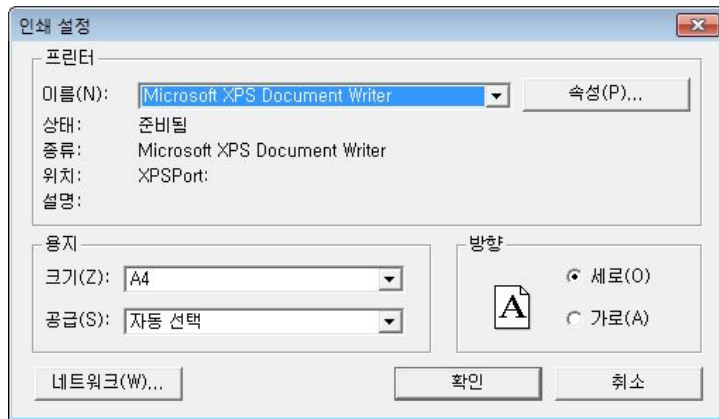 인쇄 설정
프린터
이름(N): Microsoft XPS Document Writer 속성(P)...
상태: 준비됨
종류: Microsoft XPS Document Writer
위치: XPSPort:
설명:
용지
크기(Z): A4
공급(S): 자동 선택
방향
A
세로(O)
가로(A)
네트워크(W)... 확인 취소